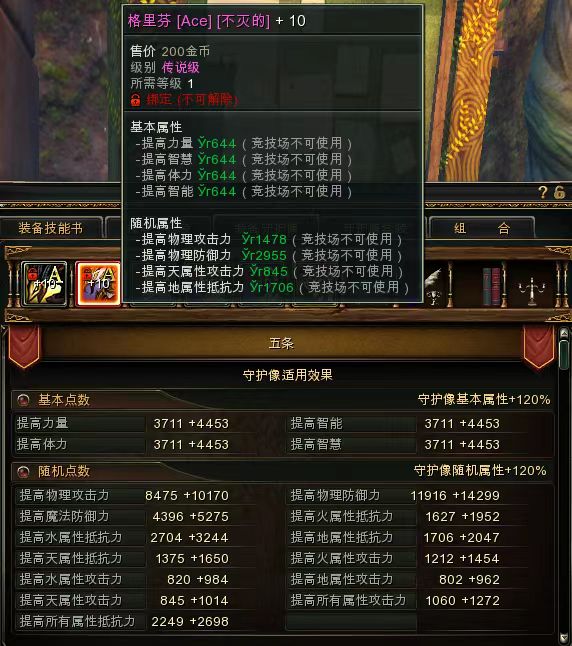 格里芬 [Ace] [不灭的] + 10
售价 200金币
级别 传说级
所需等级 1
绑定 (不可解除)
基本属性
-提高力量 Ўг644 ( 竞技场不可使用 )
-提高智慧 Ўг644 ( 竞技场不可使用 )
-提高体力 Ўг644 ( 竞技场不可使用 )
-提高智能 Ўг644 ( 竞技场不可使用 )
随机属性
-提高物理攻击力 Ўг1478 ( 竞技场不可使用 )
-提高物理防御力 Ўг2955 ( 竞技场不可使用 )
-提高天属性攻击力 Ўг845 ( 竞技场不可使用 )
-提高地属性抵抗力 Ўг1706 ( 竞技场不可使用 )
?
装备技能书 组 合
+10 A +10
五条
守护像适用效果
基本点数 守护像基本属性+120%
提高力量 3711 +4453 提高智能 3711 +4453
提高体力 3711 +4453 提高智慧 3711 +4453
随机点数 守护像随机属性+120%
提高物理攻击力 8475 +10170 提高物理防御力 11916 +14299
提高魔法防御力 4396 +5275 提高火属性抵抗力 1627 +1952
提高水属性抵抗力 2704 +3244 提高地属性抵抗力 1706 +2047
提高天属性抵抗力 1375 +1650 提高火属性攻击力 1212 +1454
提高水属性攻击力 820 +984 提高地属性攻击力 802 +962
提高天属性攻击力 845 +1014 提高所有属性攻击力 1060 +1272
提高所有属性抵抗力 2249 +2698